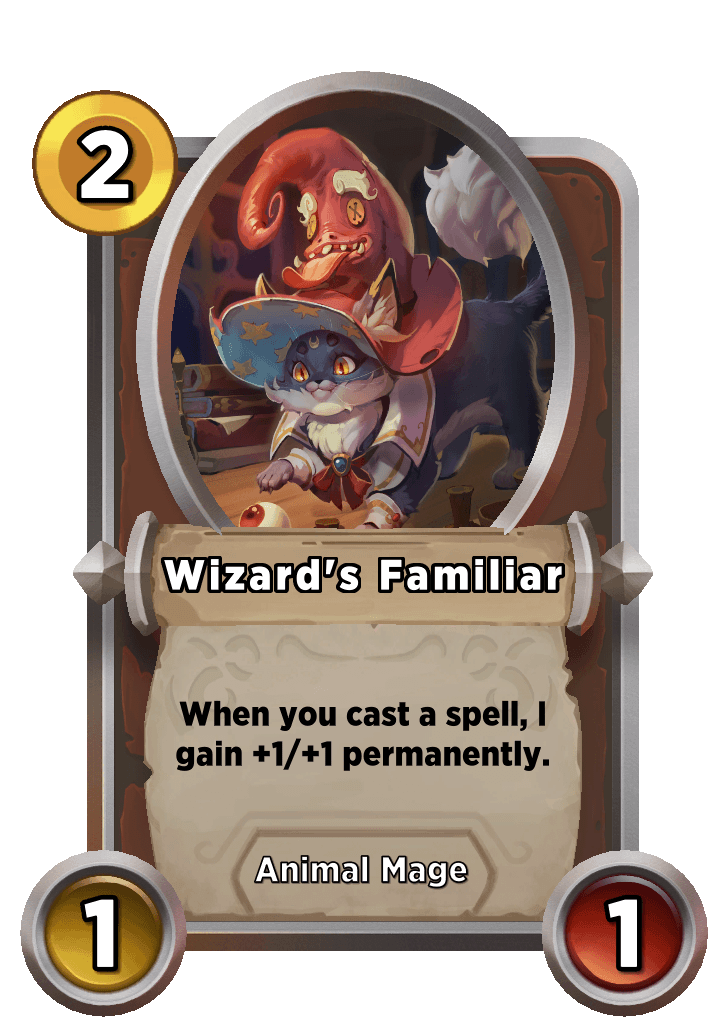 2
Wizard's Familiar
When you cast a spell, I
gain +1/+1 permanently.
Animal Mage
1
1